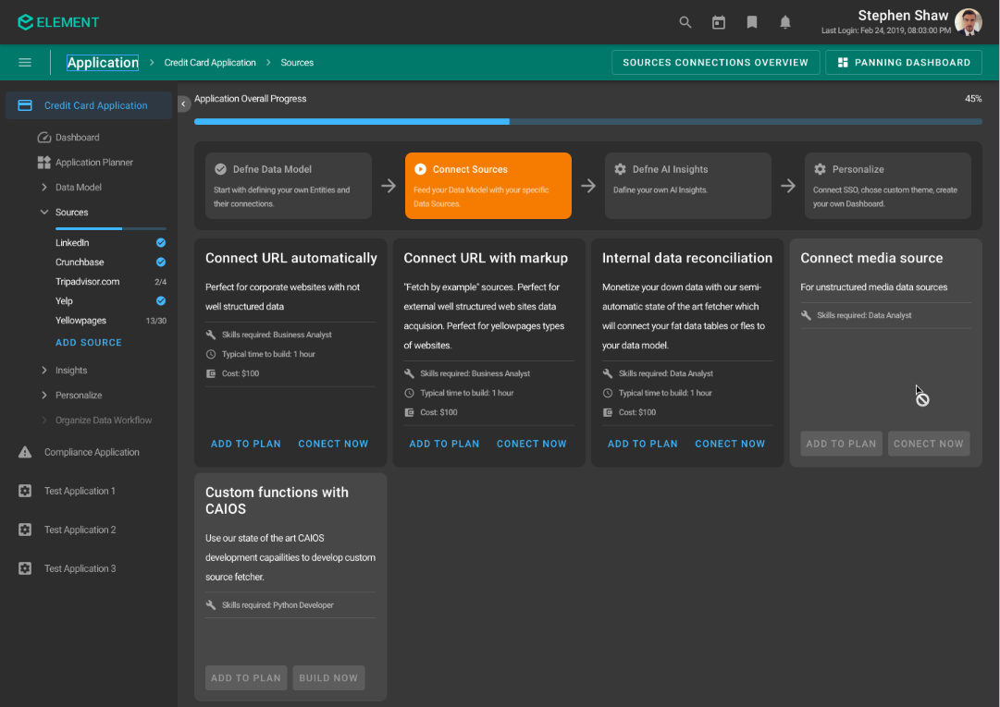 ELEMENT
Stephen Shaw
Last Login: Feb 24, 2019, 08:03:00 PM
Application
Credit Card Application
Sources
SOURCES CONNECTIONS OVERVIEW
PANNING DASHBOARD
Credit Card Application
Dashboard
Application Planner
Data Model
Sources
LinkedIn
Crunchbase
Tripadvisor.com 2/4
Yelp
Yellowpages 13/30
ADD SOURCE
Insights
Personalize
Organize Data Workflow
Compliance Application
Test Application 1
Test Application 2
Test Application 3
Application Overall Progress
45%
Defne Data Model
Start with defining your own Entities and
their connections.
Connect Sources
Feed your Data Model with your specific
Data Sources.
Defne AI Insights
Dafine your own AI Insights.
Personalize
Connect SSO, chose custom theme, create
your own Dashboard.
Connect URL automatically
Perfect for corporate websites with not
well structured data
Skills required: Business Analyst
Typical time to build: 1 hour
Cost: $100
ADD TO PLAN
CONECT NOW
Connect URL with markup
"Fetch by example" sources. Perfect for
external well structured web sites data
acquision. Perfect for yellowpages types
of websites.
Skills required: Business Analyst
Typical time to build: 1 hour
Cost: $100
ADD TO PLAN
CONECT NOW
Internal data reconciliation
Monetize your down data with our semi-
automatic state of the art fetcher which
will connect your fat data tables or fles to
your data model.
Skills required: Data Analyst
Typical time to build: 1 hour
Cost: $100
ADD TO PLAN
CONECT NOW
Connect media source
For unstructured media data sources
Skills required: Data Analyst
ADD TO PLAN
CONECT NOW
Custom functions with
CAIOS
Use our state of the art CAIOS
development capailities to develop custom
source fetcher.
Skills required: Python Developer
ADD TO PLAN
BUILD NOW